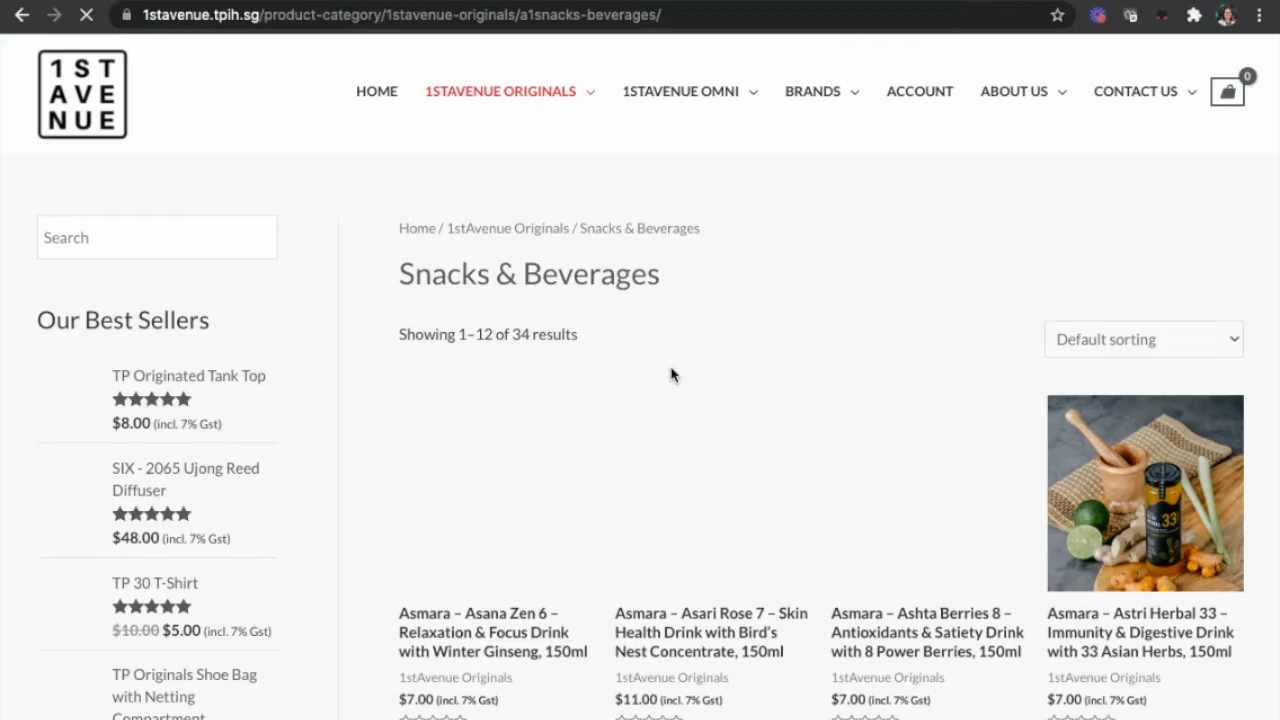 1stavenue.tpih.sg/product-category/1stavenue-originals/a1snacks-beverages/
1ST
AVE
NUE
HOME
1STAVENUE ORIGINALS
1STAVENUE OMNI
BRANDS
ACCOUNT
ABOUT US
CONTACT US
0
Search
Our Best Sellers
TP Originated Tank Top
$8.00 (incl. 7% Gst)
SIX - 2065 Ujong Reed
Diffuser
$48.00 (incl. 7% Gst)
TP 30 T-Shirt
$10.00 $5.00 (incl. 7% Gst)
TP Originals Shoe Bag
with Netting
Compartment
Home / 1stAvenue Originals / Snacks & Beverages
Snacks & Beverages
Showing 1–12 of 34 results
Default sorting
33
Asmara – Asana Zen 6 –
Relaxation & Focus Drink
with Winter Ginseng, 150ml
1stAvenue Originals
$7.00 (incl. 7% Gst)
Asmara – Asari Rose 7 – Skin
Health Drink with Bird’s
Nest Concentrate, 150ml
1stAvenue Originals
$11.00 (incl. 7% Gst)
Asmara – Ashta Berries 8 –
Antioxidants & Satiety Drink
with 8 Power Berries, 150ml
1stAvenue Originals
$7.00 (incl. 7% Gst)
Asmara – Astri Herbal 33 –
Immunity & Digestive Drink
with 33 Asian Herbs, 150ml
1stAvenue Originals
$7.00 (incl. 7% Gst)